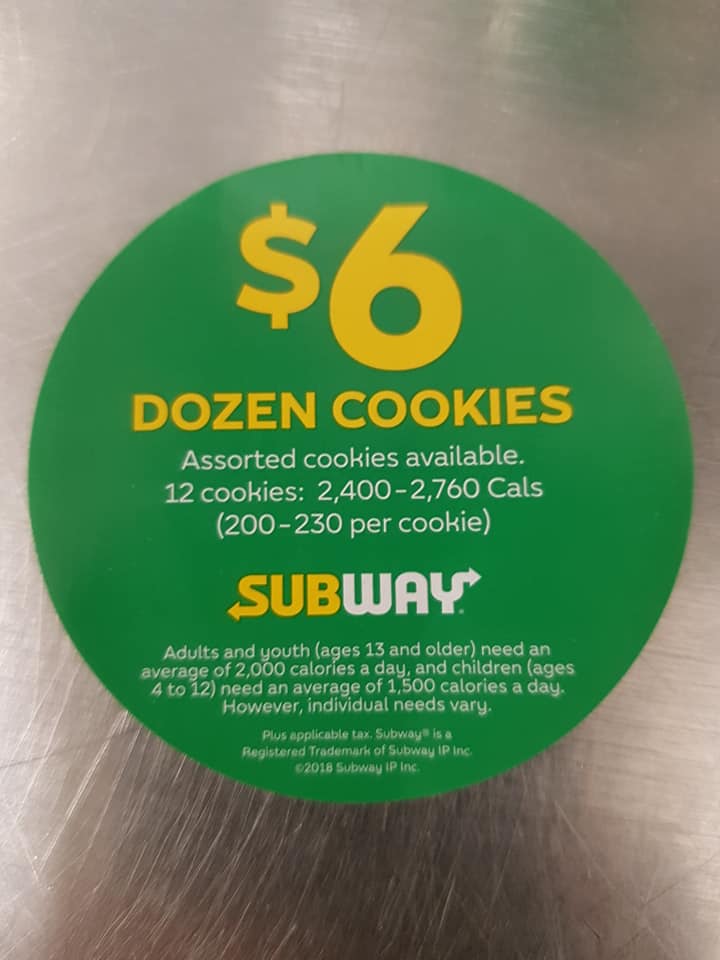 $6
DOZEN COOKIES
Assorted cookies available.
12 cookies: 2,400-2,760 Cals
(200-230 per cookie)
SUBWAY®
Adults and youth (ages 13 and older) need an
average of 2,000 calories a day, and children (ages
4 to 12) need an average of 1,500 calories a day.
However, individual needs vary.
Plus applicable tax. Subway® is a
Registered Trademark of Subway IP Inc.
©2018 Subway IP Inc.